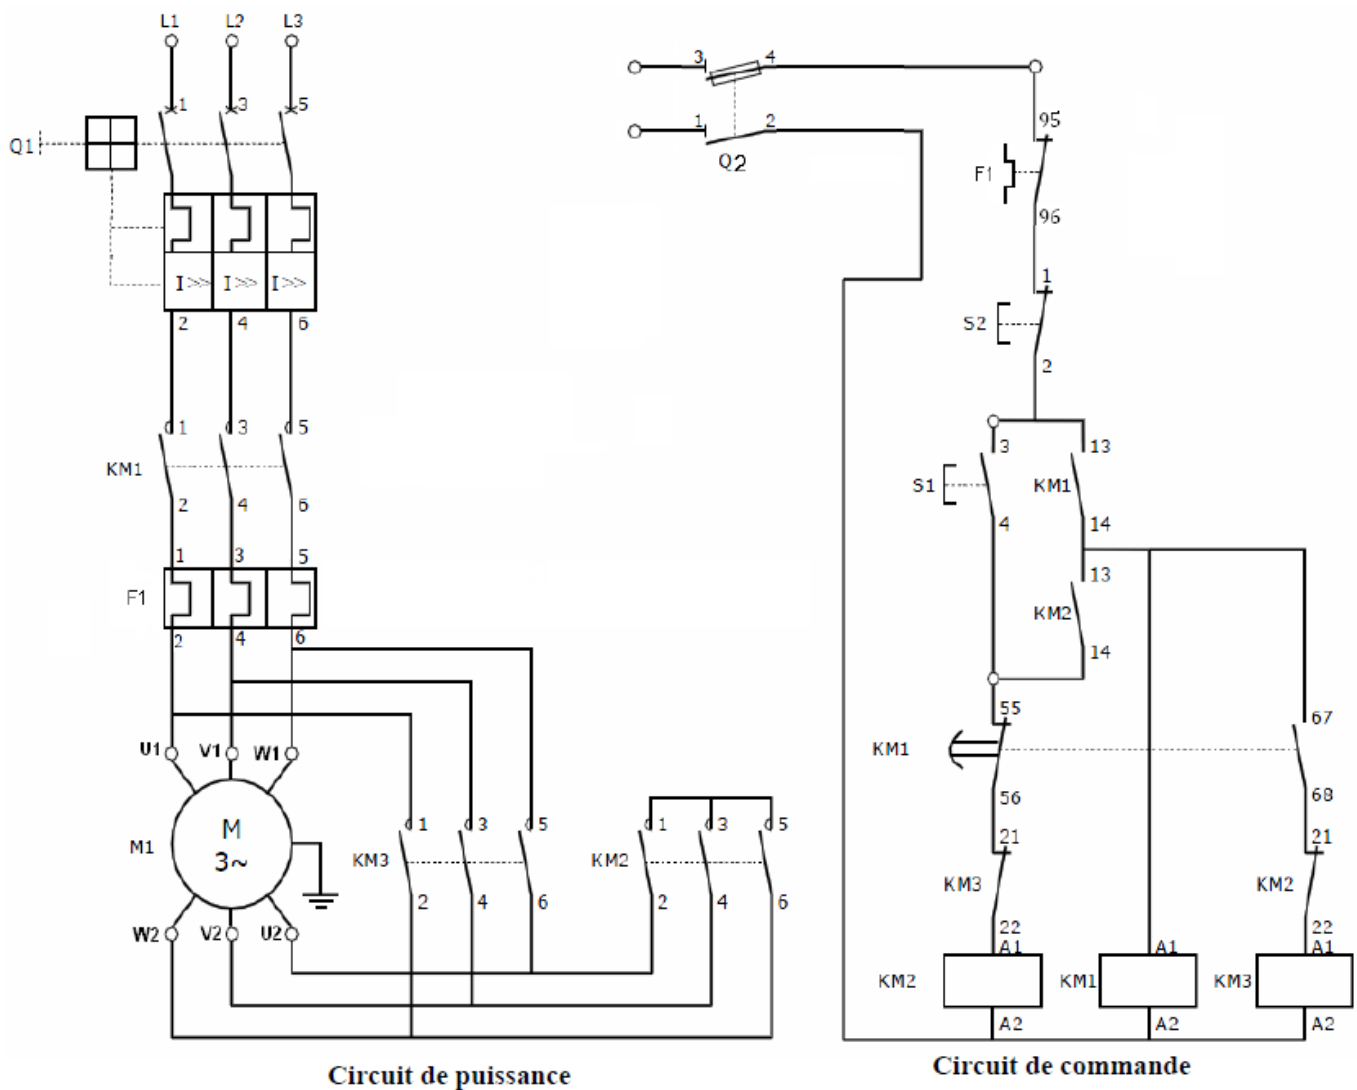 L1 L2 L3
1 3 5
Q1
I>> I>> I>>
2 4 6
1 3 5
KM1
2 4 6
1 3 5
F1
2 4 6
U1 V1 W1
M
3~
M1
W2 V2 U2
1 3 5
KM3
2 4 6
1 3 5
KM2
2 4 6
Circuit de puissance
3 4
1 2
Q2
95
F1
96
1
S2
2
3 13
S1 KM1
4 14
13
KM2
14
55 67
KM1
56 68
21 21
KM3 KM2
22 22
A1 A1 A1
KM2 KM1 KM3
A2 A2 A2
Circuit de commande